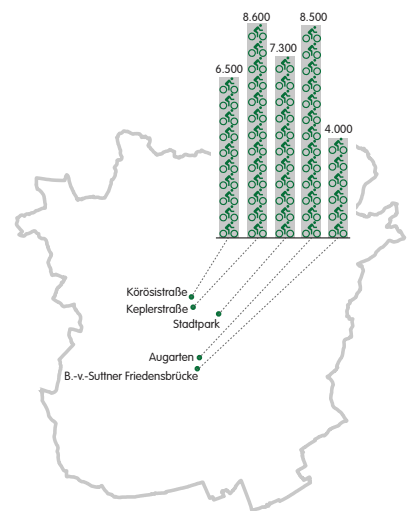 8.600
8.500
7.300
6.500
4.000
Körösistraße
Keplerstraße
Stadtpark
Augarten
B.-v.-Suttner Friedensbrücke